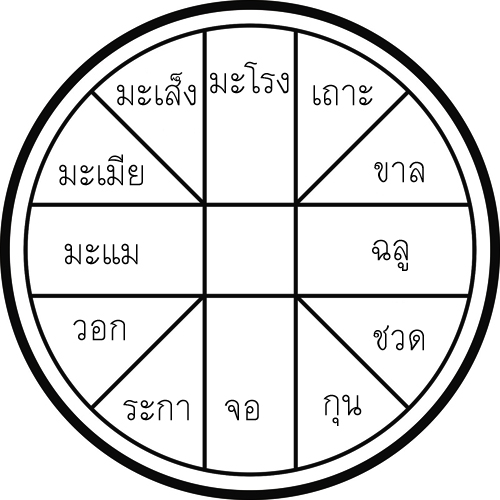 มะเส็ง
มะโรง
เถาะ
มะเมีย
ขาล
มะแม
ฉลู
วอก
ชวด
ระกา
จอ
กุน